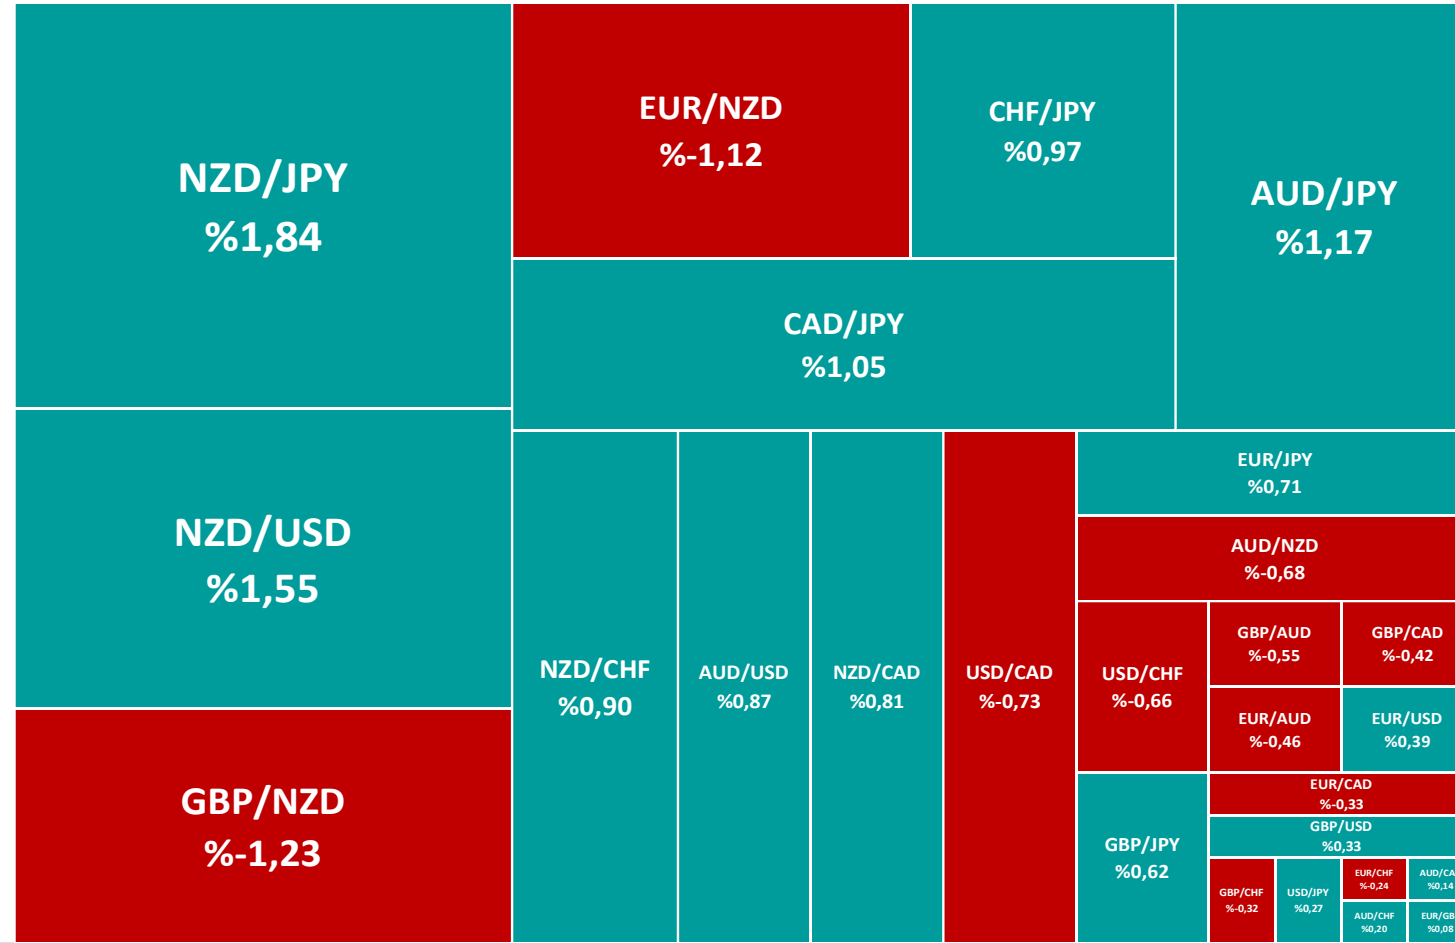 NZD/JPY
%1,84
NZD/USD
%1,55
GBP/NZD
%-1,23
EUR/NZD
%-1,12
CHF/JPY
%0,97
AUD/JPY
%1,17
CAD/JPY
%1,05
NZD/CHF
%0,90
AUD/USD
%0,87
NZD/CAD
%0,81
USD/CAD
%-0,73
EUR/JPY
%0,71
AUD/NZD
%-0,68
USD/CHF
%-0,66
GBP/AUD
%-0,55
GBP/CAD
%-0,42
EUR/AUD
%-0,46
EUR/USD
%0,39
GBP/JPY
%0,62
EUR/CAD
%-0,33
GBP/USD
%0,33
GBP/CHF
%-0,32
USD/JPY
%0,27
EUR/CHF
%-0,24
AUD/CA
%0,14
AUD/CHF
%0,20
EUR/GB